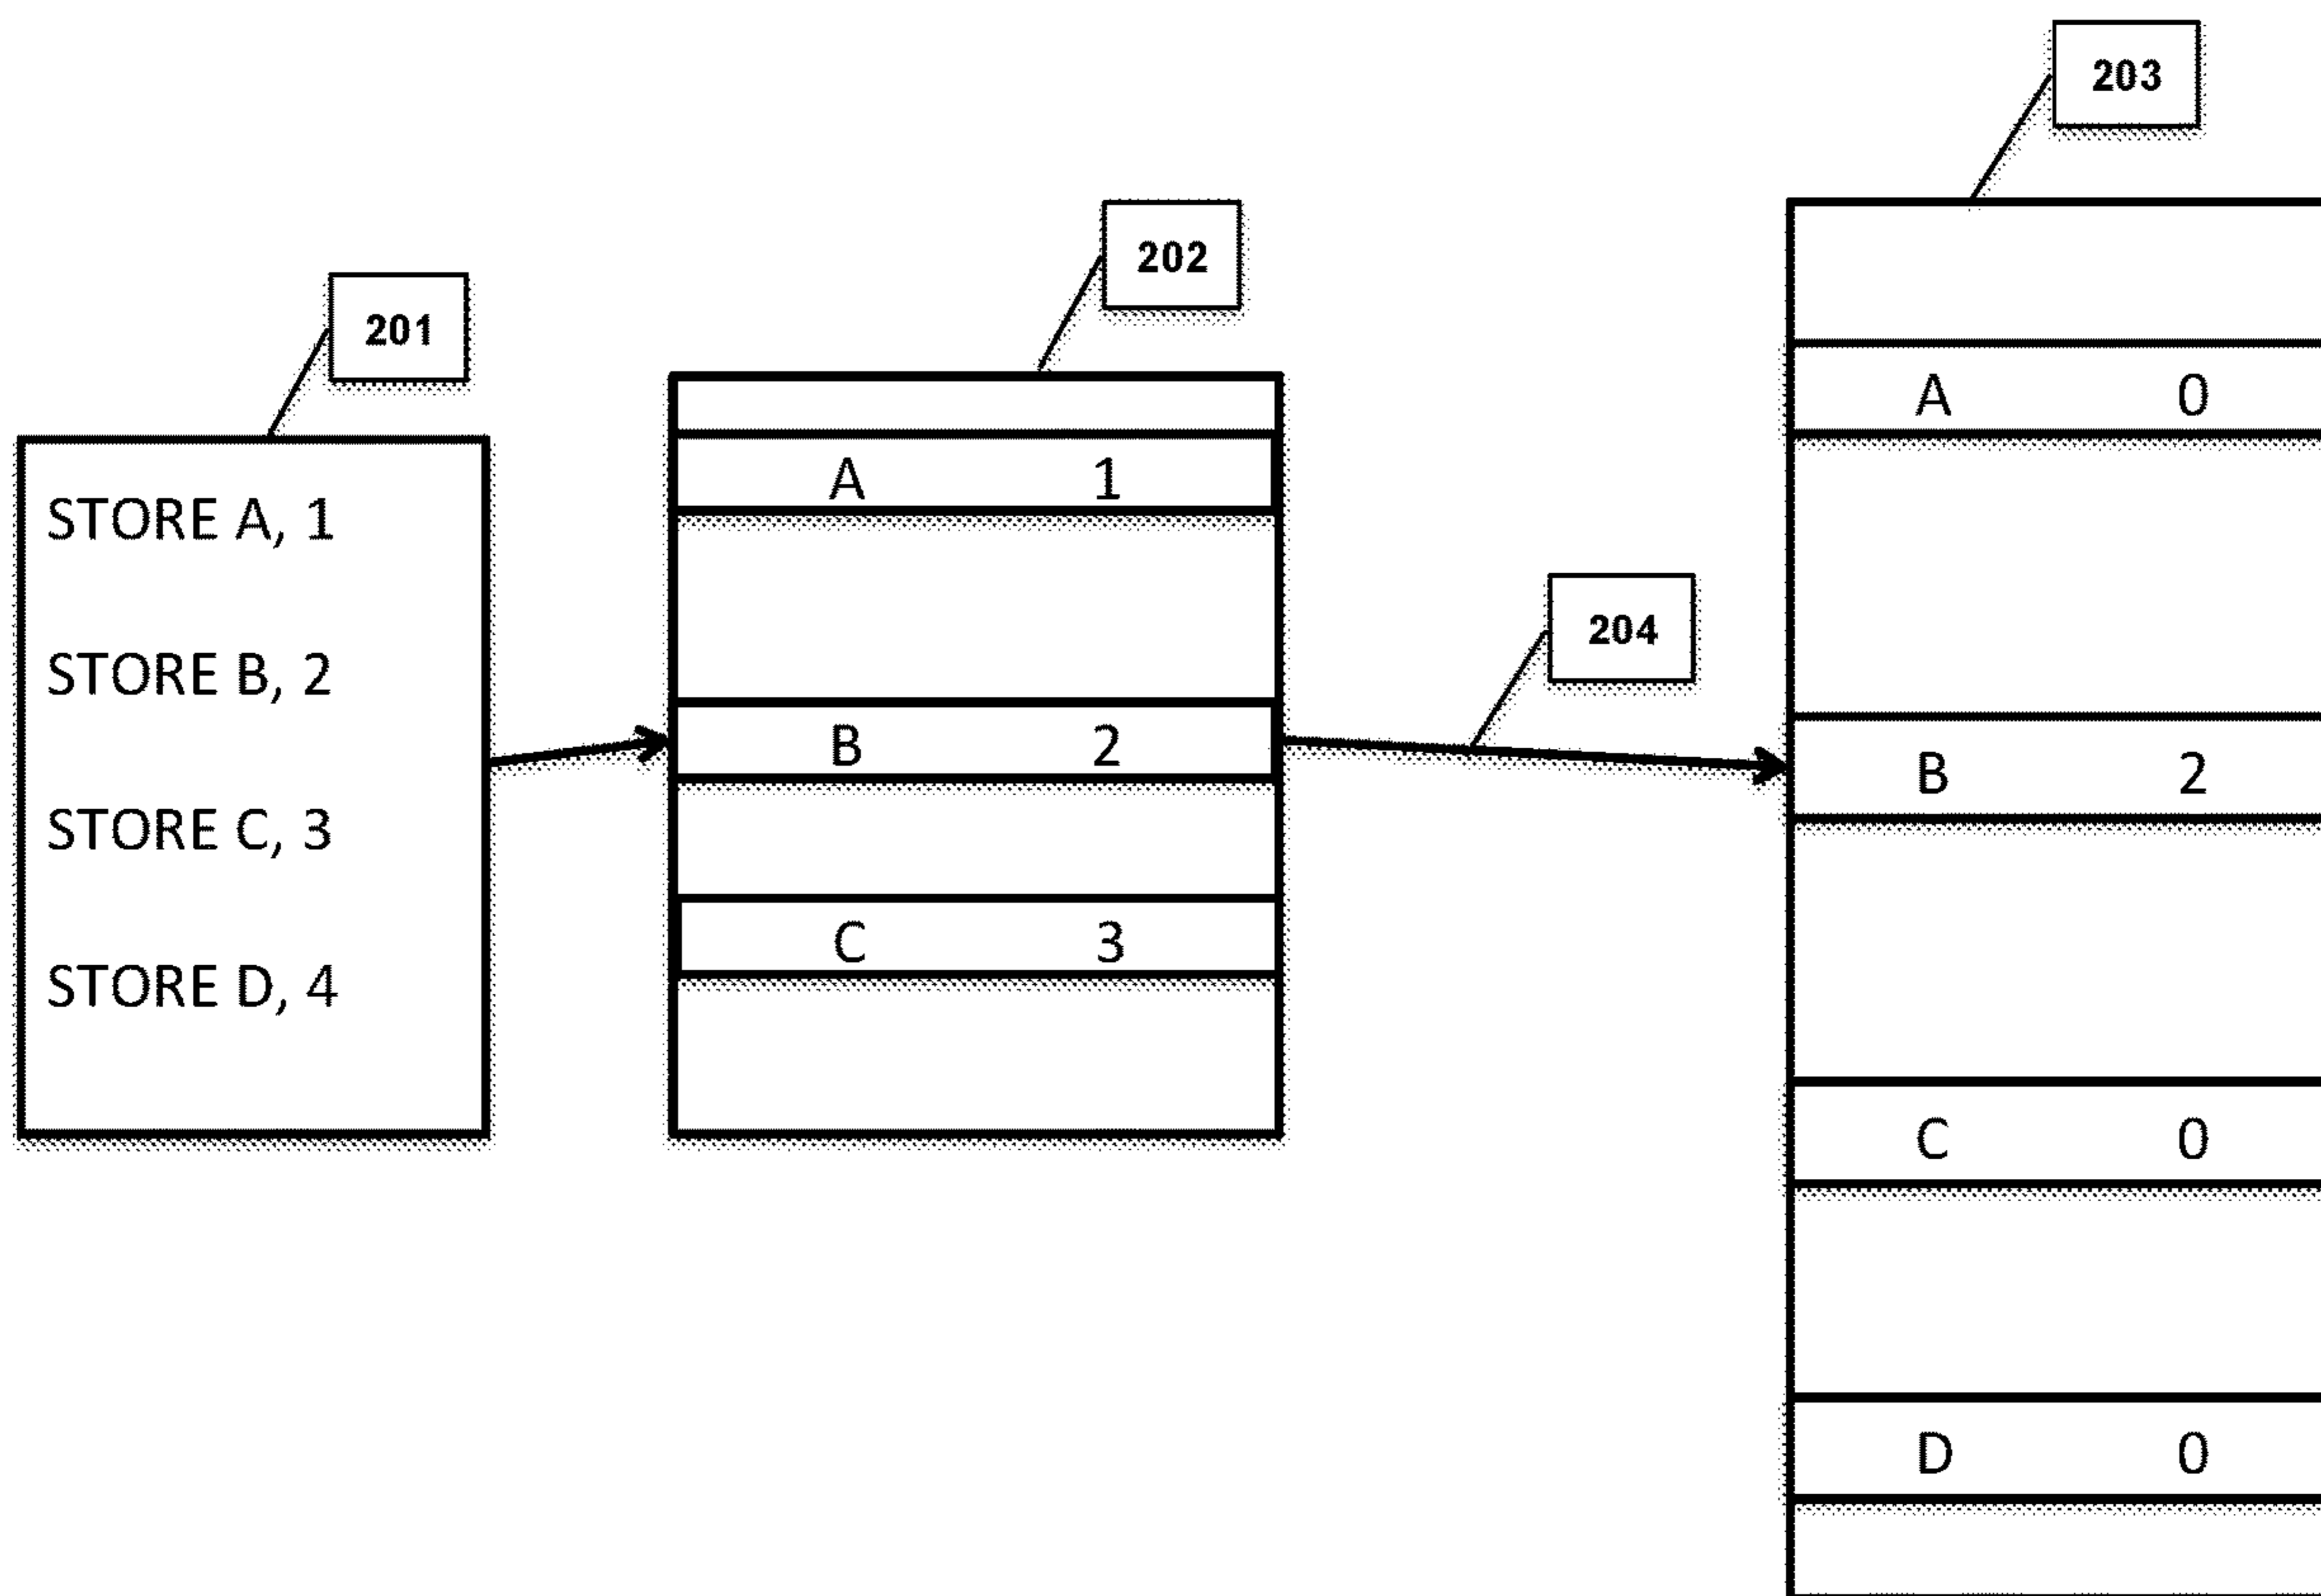 203
202
201
204
STORE A, 1
STORE B, 2
STORE C, 3
STORE D, 4
A 1
B 2
C 3
A 0
B 2
C 0
D 0